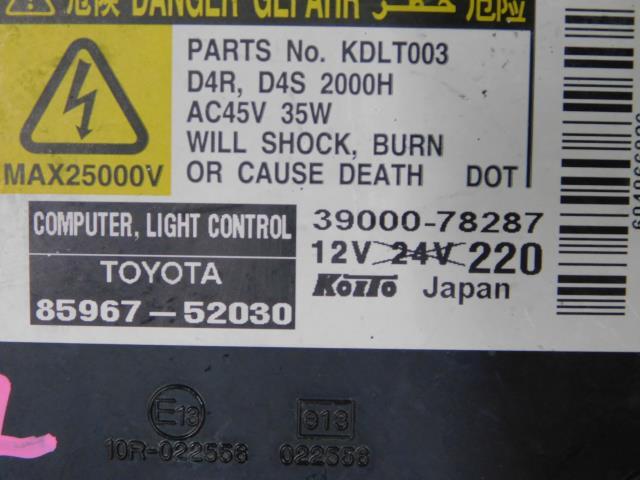 危険 DANGER GEFAHR خطر 危险
PARTS No. KDLT003
D4R, D4S 2000H
AC45V 35W
WILL SHOCK, BURN
OR CAUSE DEATH DOT
MAX25000V
COMPUTER, LIGHT CONTROL
TOYOTA
85967-52030
39000-78287
12V 24V 220
KOITO Japan
E13
10R-022558
913
022558